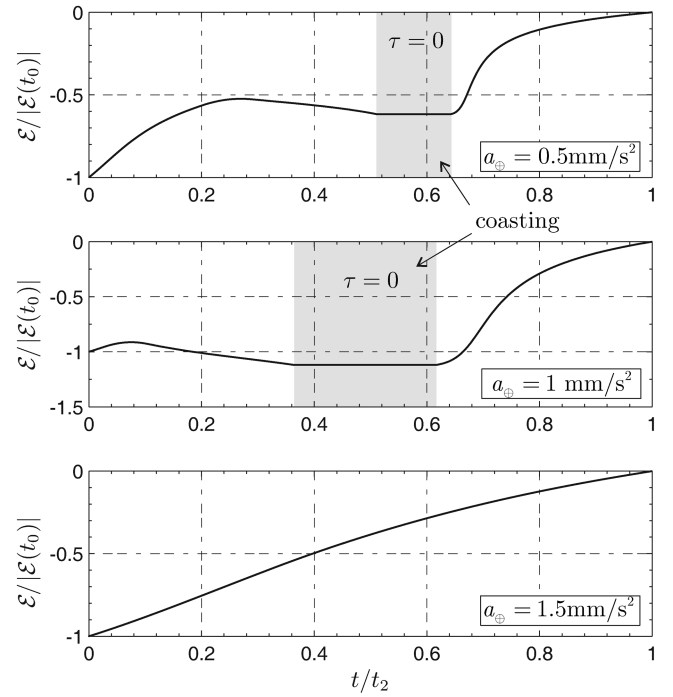 0
-0.5
-1
ℰ/|ℰ(t₀)|
τ = 0
a⊕ = 0.5mm/s²
0 0.2 0.4 0.6 0.8 1
coasting
0
-0.5
-1
-1.5
ℰ/|ℰ(t₀)|
τ = 0
a⊕ = 1 mm/s²
0 0.2 0.4 0.6 0.8 1
0
-0.5
-1
ℰ/|ℰ(t₀)|
a⊕ = 1.5mm/s²
0 0.2 0.4 0.6 0.8 1
t/t₂